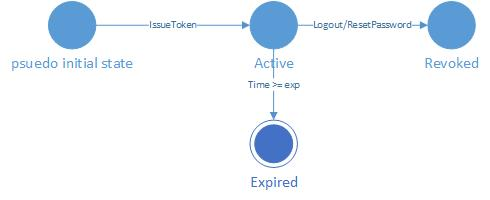 IssueToken
Logout/ResetPassword
psuedo initial state
Active
Revoked
Time >= exp
Expired